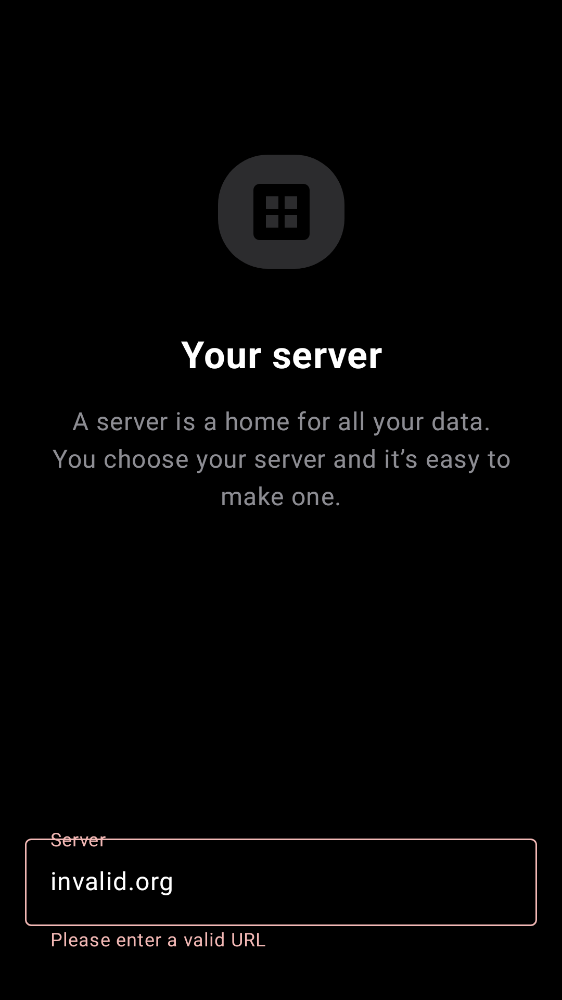 Your server
A server is a home for all your data.
You choose your server and it’s easy to
make one.
Server
invalid.org
Please enter a valid URL